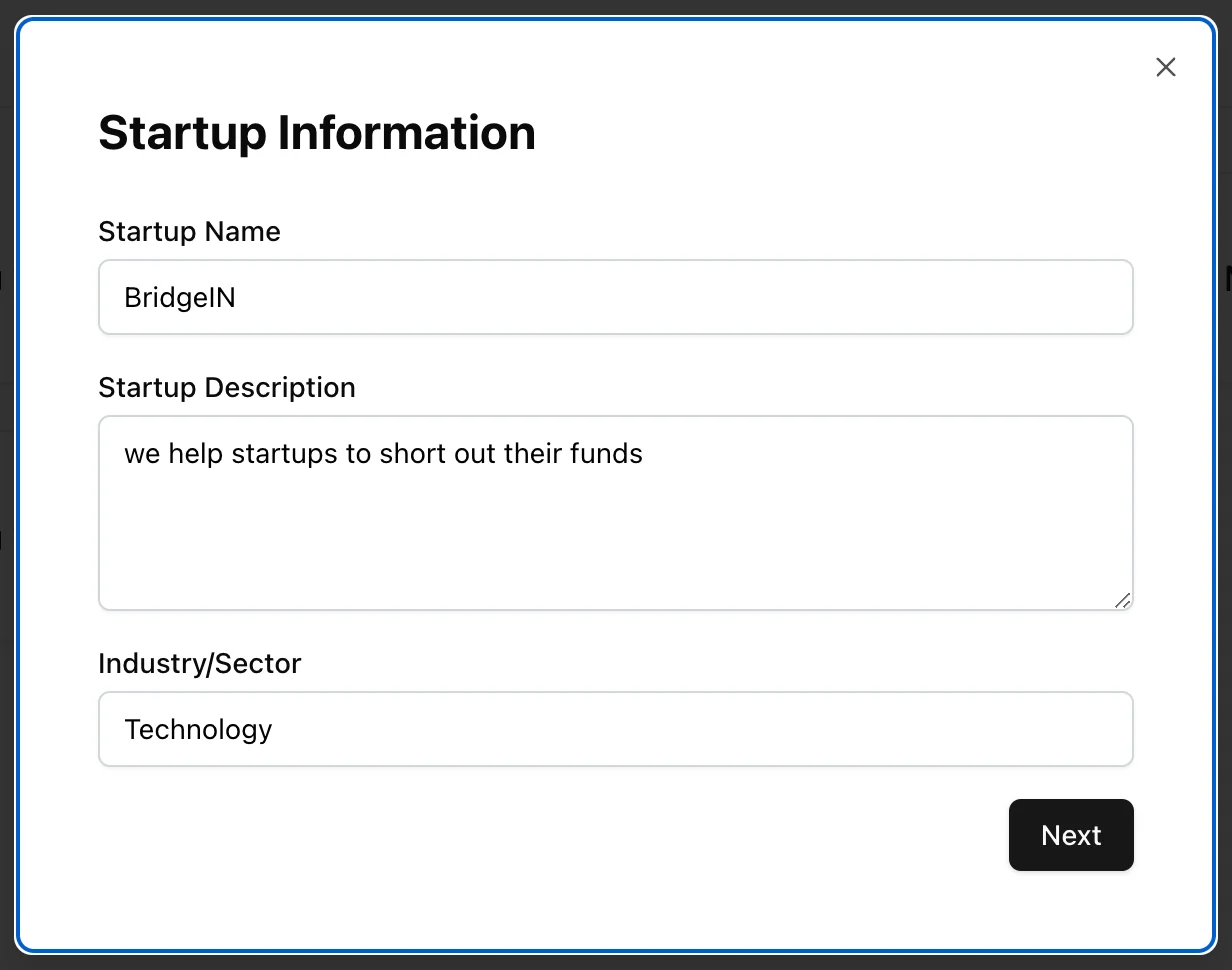 Startup Information
Startup Name
BridgeIN
Startup Description
we help startups to short out their funds
Industry/Sector
Technology
Next